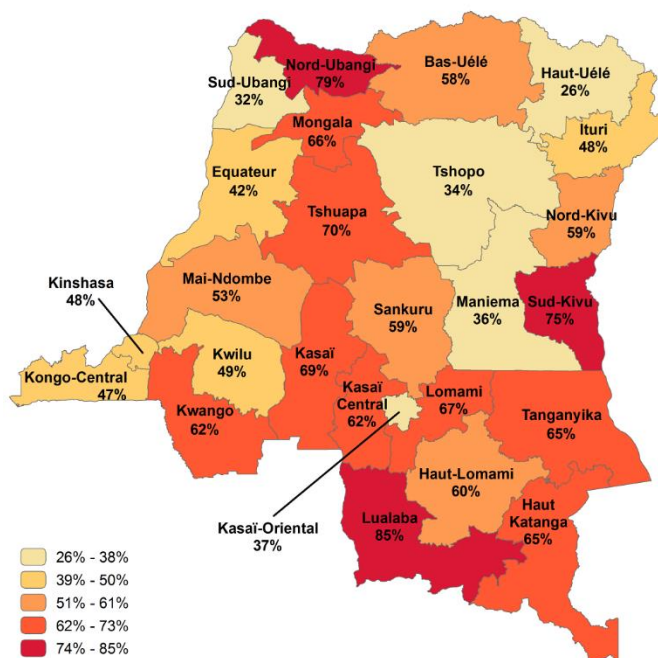 Nord-Ubangi
79%
Bas-Uélé
58%
Haut-Uélé
26%
Sud-Ubangi
32%
Mongala
66%
Ituri
48%
Equateur
42%
Tshopo
34%
Tshuapa
70%
Nord-Kivu
59%
Kinshasa
48%
Mai-Ndombe
53%
Sankuru
59%
Maniema
36%
Sud-Kivu
75%
Kongo-Central
47%
Kwilu
49%
Kasaï
69%
Kwango
62%
Kasaï
Central
62%
Lomami
67%
Tanganyika
65%
Kasaï-Oriental
37%
Haut-Lomami
60%
Lualaba
85%
Haut
Katanga
65%
26% - 38%
39% - 50%
51% - 61%
62% - 73%
74% - 85%